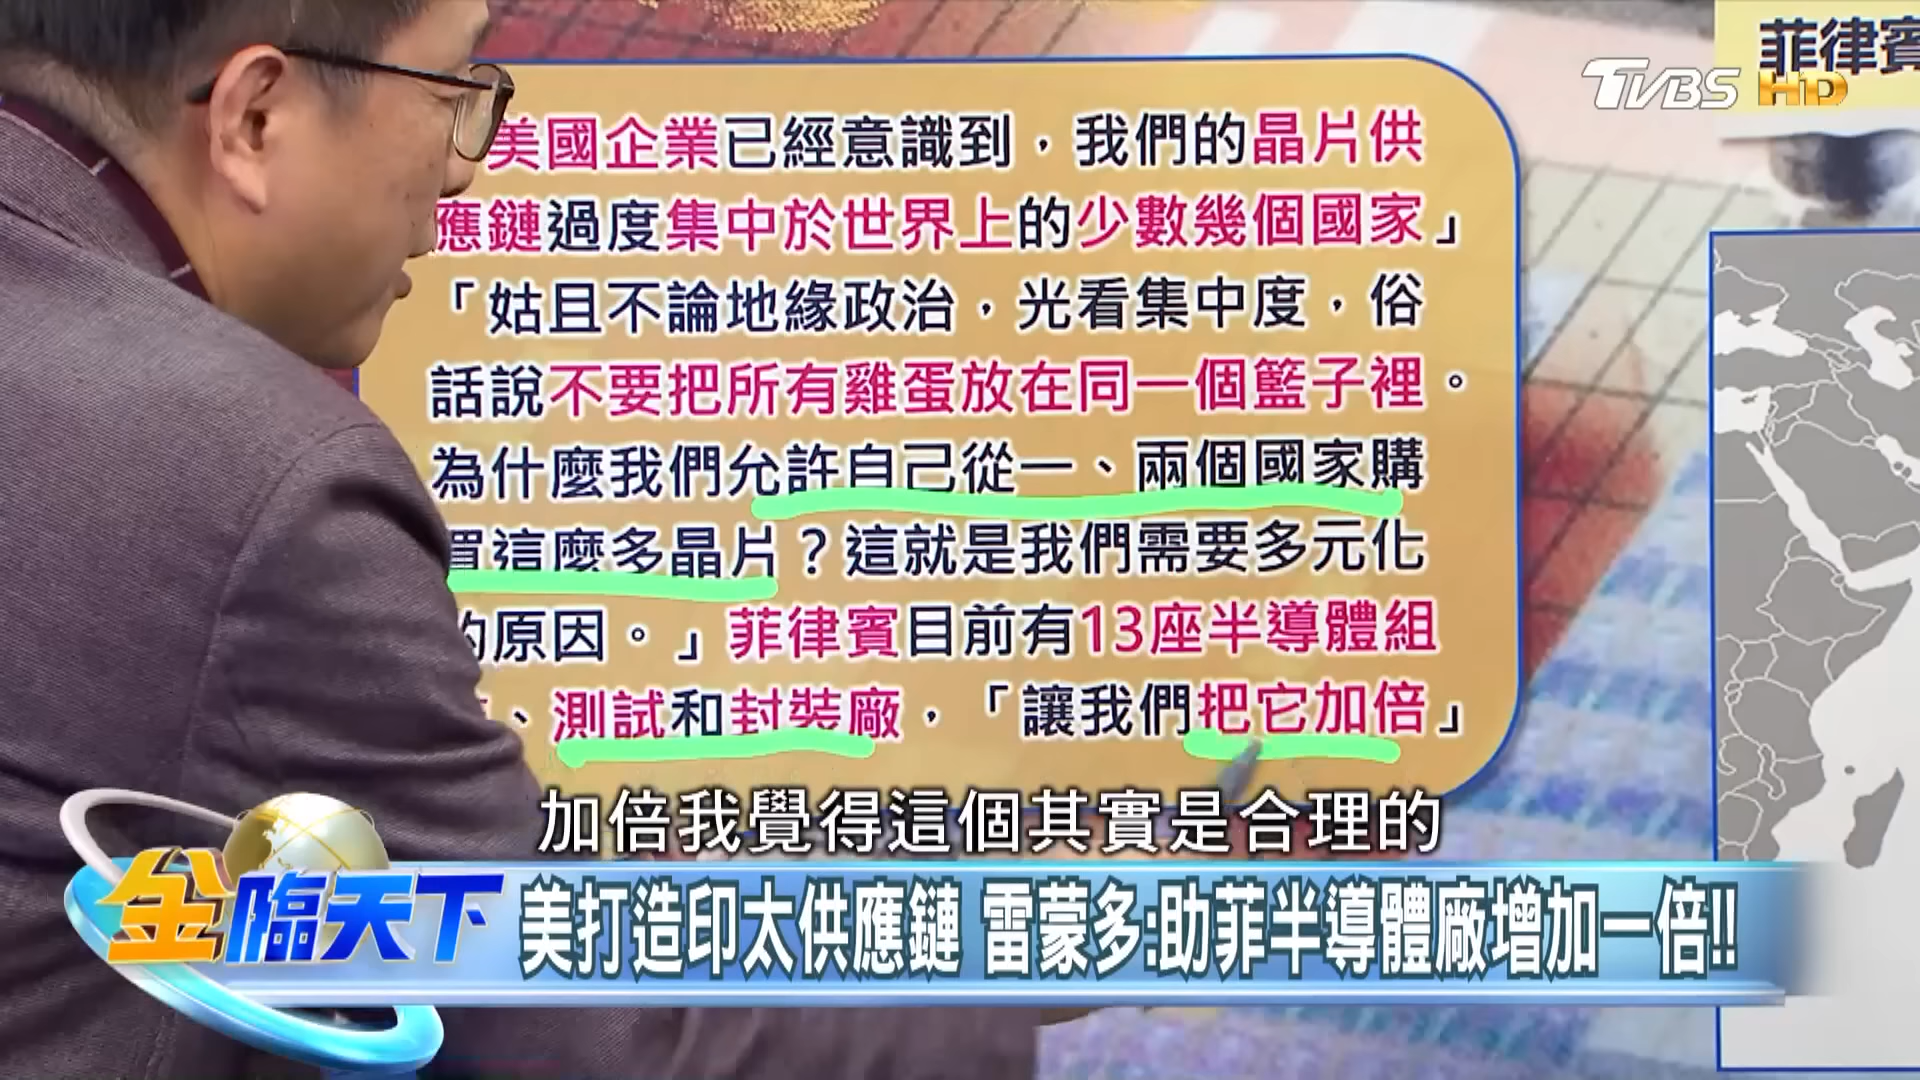 菲律賓
TVBS HD
美國企業已經意識到，我們的晶片供
應鏈過度集中於世界上的少數幾個國家」
「姑且不論地緣政治，光看集中度，俗
話說不要把所有雞蛋放在同一個籃子裡。
為什麼我們允許自己從一、兩個國家購
買這麼多晶片？這就是我們需要多元化
的原因。」菲律賓目前有13座半導體組
、測試和封裝廠，「讓我們把它加倍」
加倍我覺得這個其實是合理的
金臨天下
美打造印太供應鏈 雷蒙多:助菲半導體廠增加一倍!!